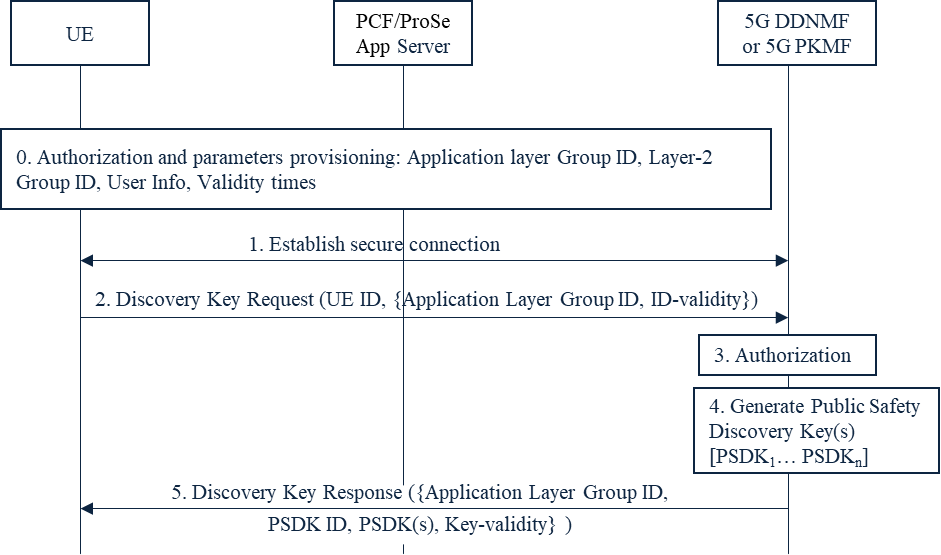 UE
PCF/ProSe
App Server
5G DDNMF
or 5G PKMF
0. Authorization and parameters provisioning: Application layer Group ID, Layer-2
Group ID, User Info, Validity times
1. Establish secure connection
2. Discovery Key Request (UE ID, {Application Layer Group ID, ID-validity})
3. Authorization
4. Generate Public Safety
Discovery Key(s)
[PSDK1… PSDKn]
5. Discovery Key Response ({Application Layer Group ID,
PSDK ID, PSDK(s), Key-validity} )